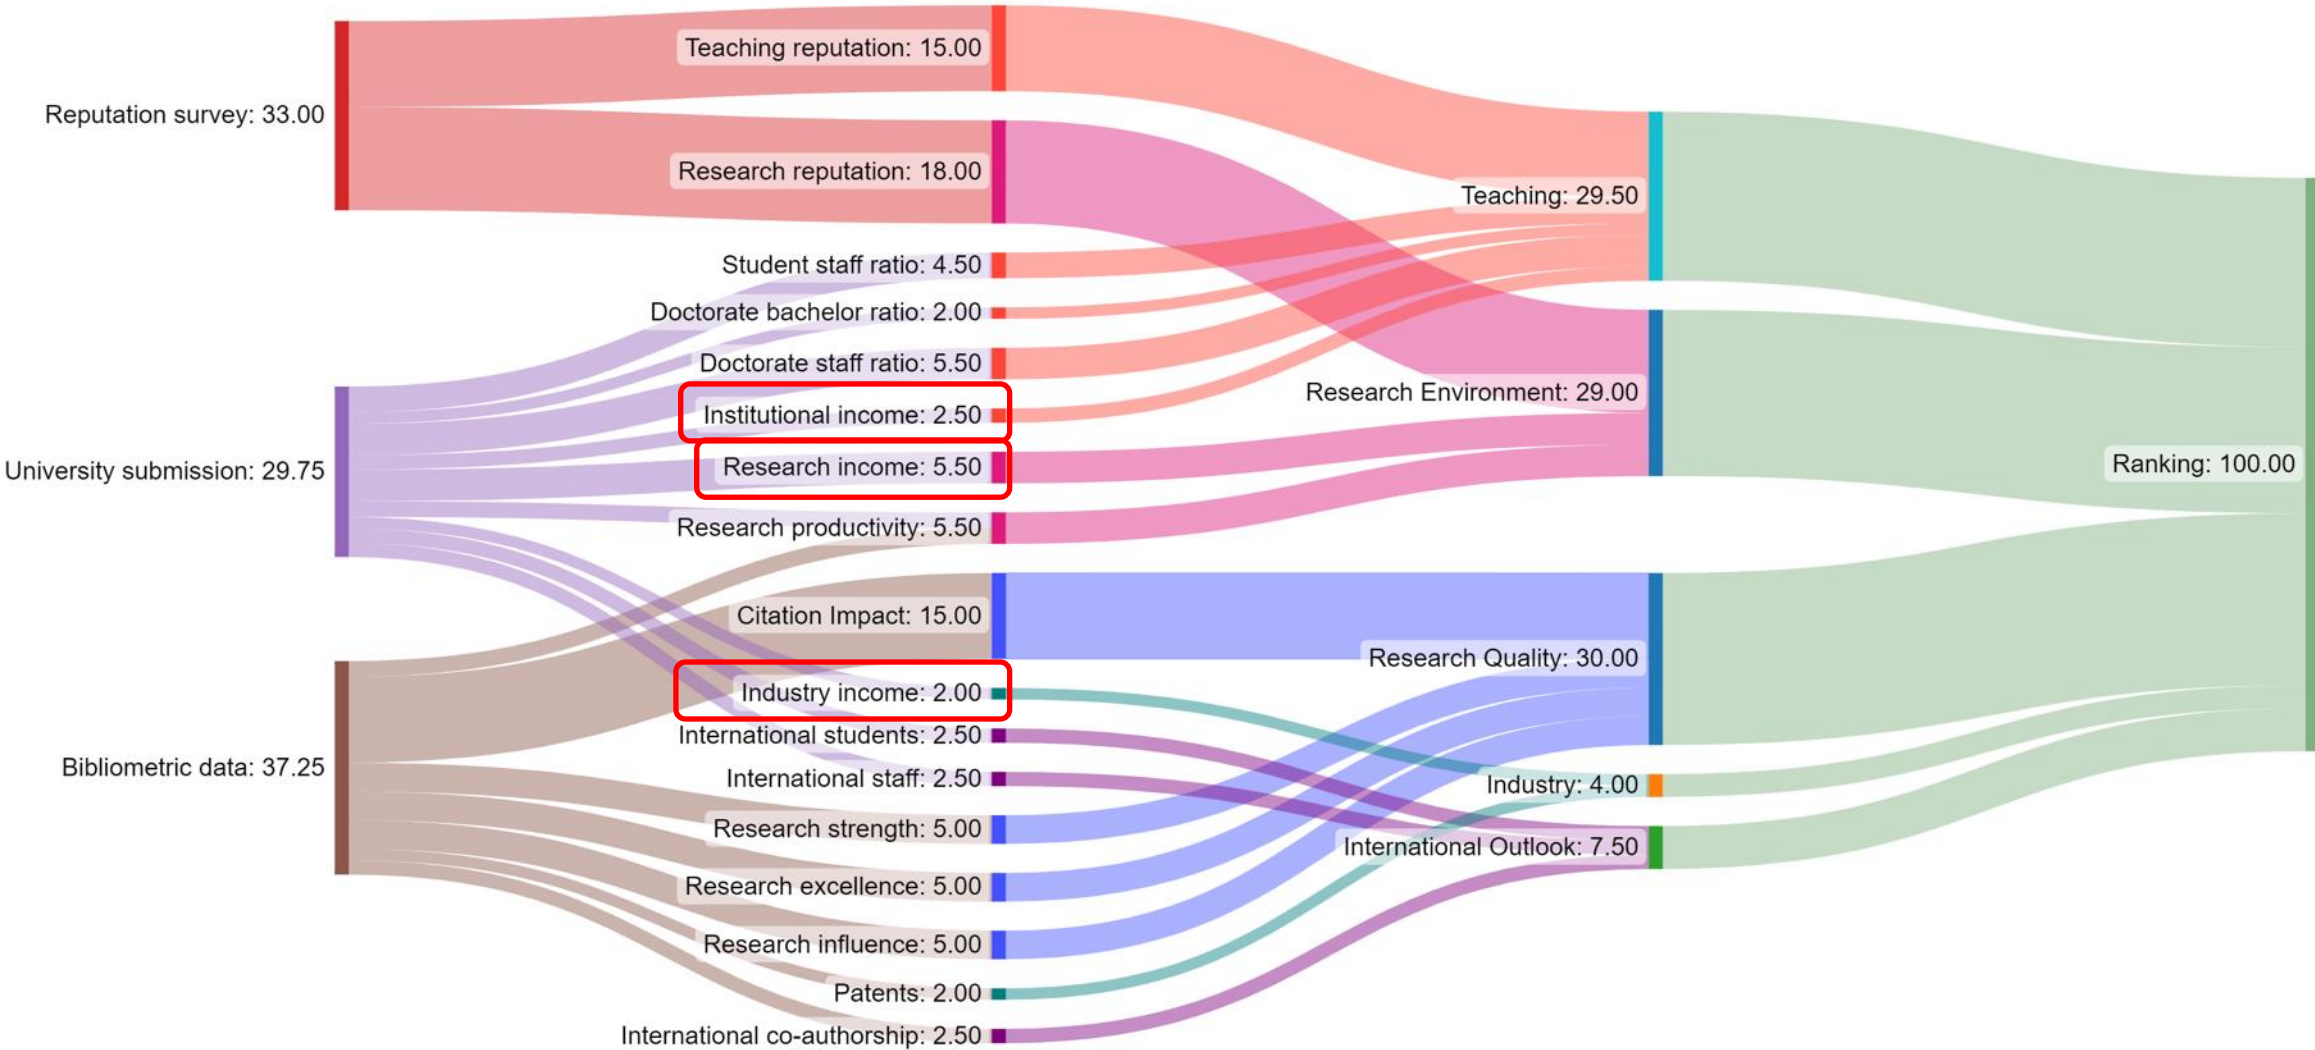 Reputation survey: 33.00
University submission: 29.75
Bibliometric data: 37.25
Teaching reputation: 15.00
Research reputation: 18.00
Student staff ratio: 4.50
Doctorate bachelor ratio: 2.00
Doctorate staff ratio: 5.50
Institutional income: 2.50
Research income: 5.50
Research productivity: 5.50
Citation Impact: 15.00
Industry income: 2.00
International students: 2.50
International staff: 2.50
Research strength: 5.00
Research excellence: 5.00
Research influence: 5.00
Patents: 2.00
International co-authorship: 2.50
Teaching: 29.50
Research Environment: 29.00
Research Quality: 30.00
Industry: 4.00
International Outlook: 7.50
Ranking: 100.00